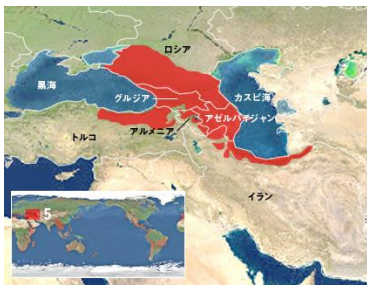 ロシア
黒海
グルジア
カスピ海
アゼルバイジャン
トルコ
アルメニア
イラン
5